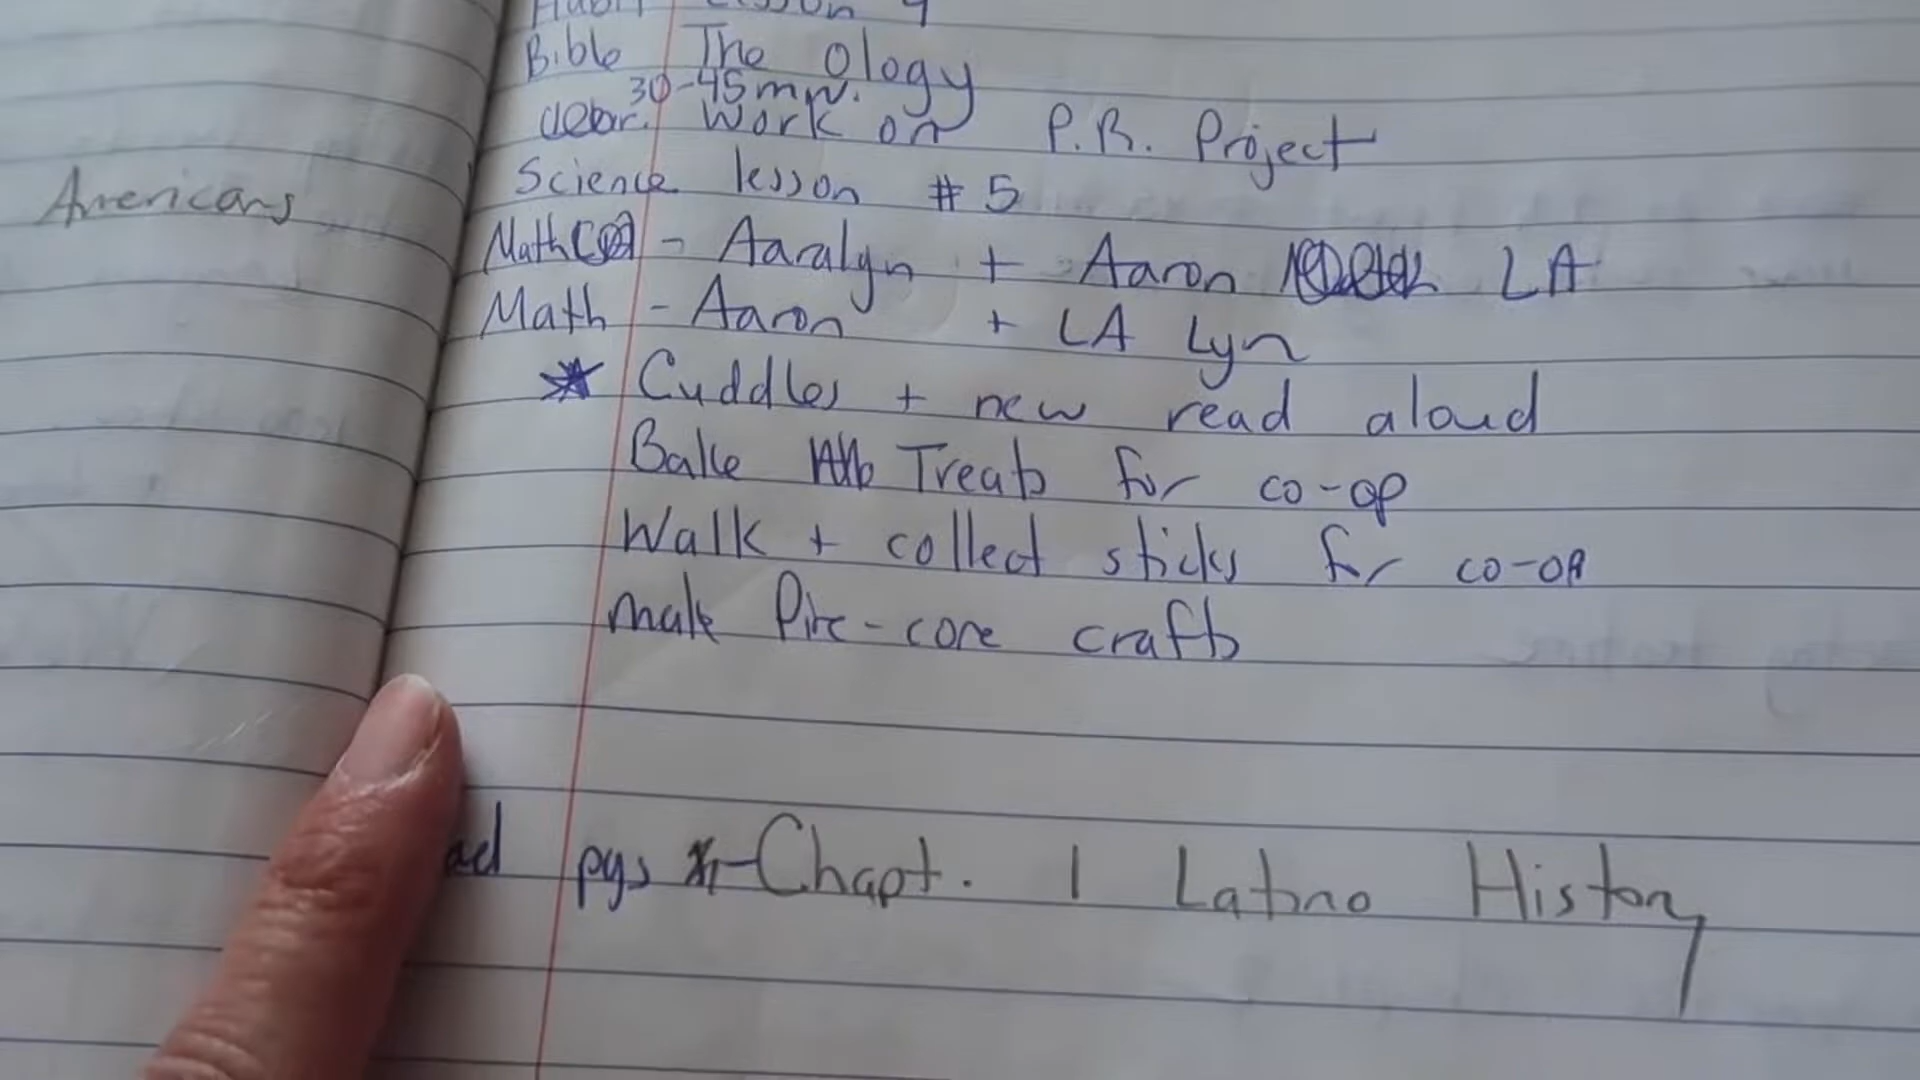 Lesson 9
Bible The Ology
30-45 min.
Work on P.R. Project
Science lesson #5
Americans
Math - Aaralyn + Aaron LA
Math - Aaron + LA Lyn
Cuddles + new read aloud
Bake Treats for co-op
Walk + collect sticks for co-op
make Pine-cone crafts
pgs Chapt. 1 Latino History